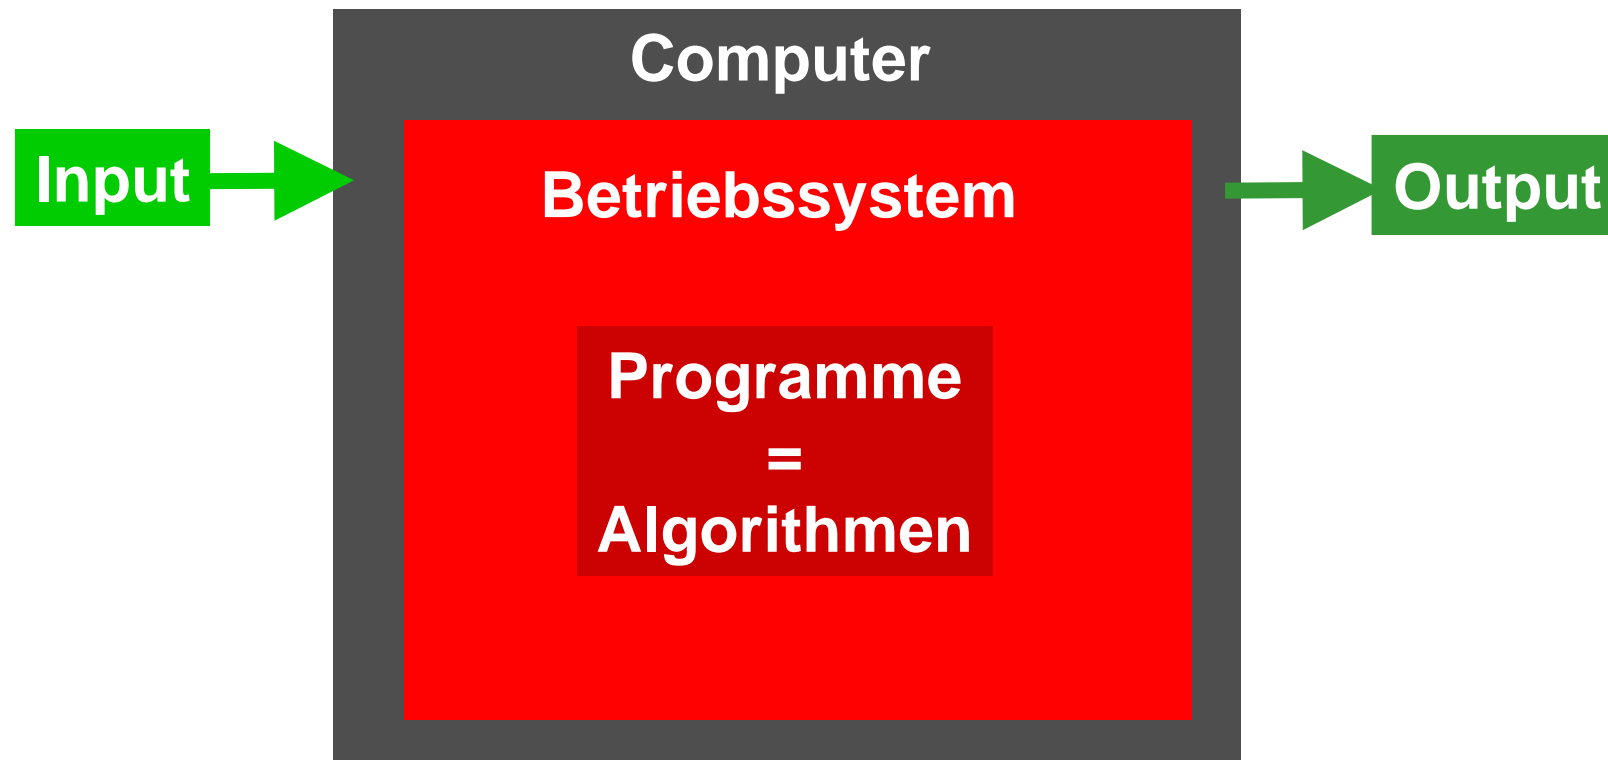 Computer
Input
Betriebssystem
Output
Programme
=
Algorithmen